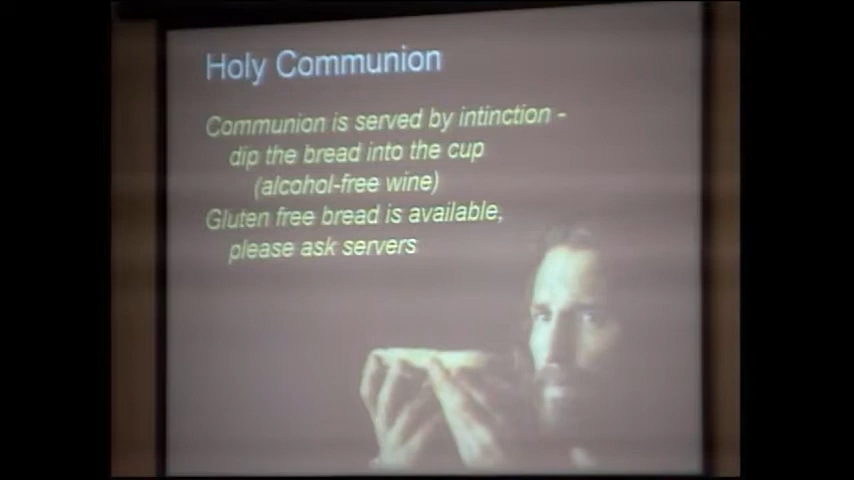 Holy Communion
Communion is served by intinction -
dip the bread into the cup
(alcohol-free wine)
Gluten free bread is available,
please ask servers